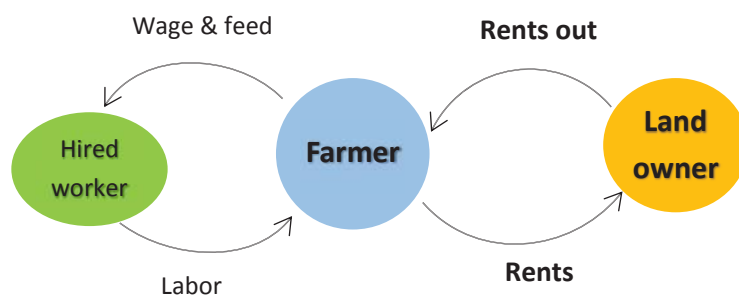 Wage & feed
Rents out
Hired
worker
Farmer
Land
owner
Labor
Rents